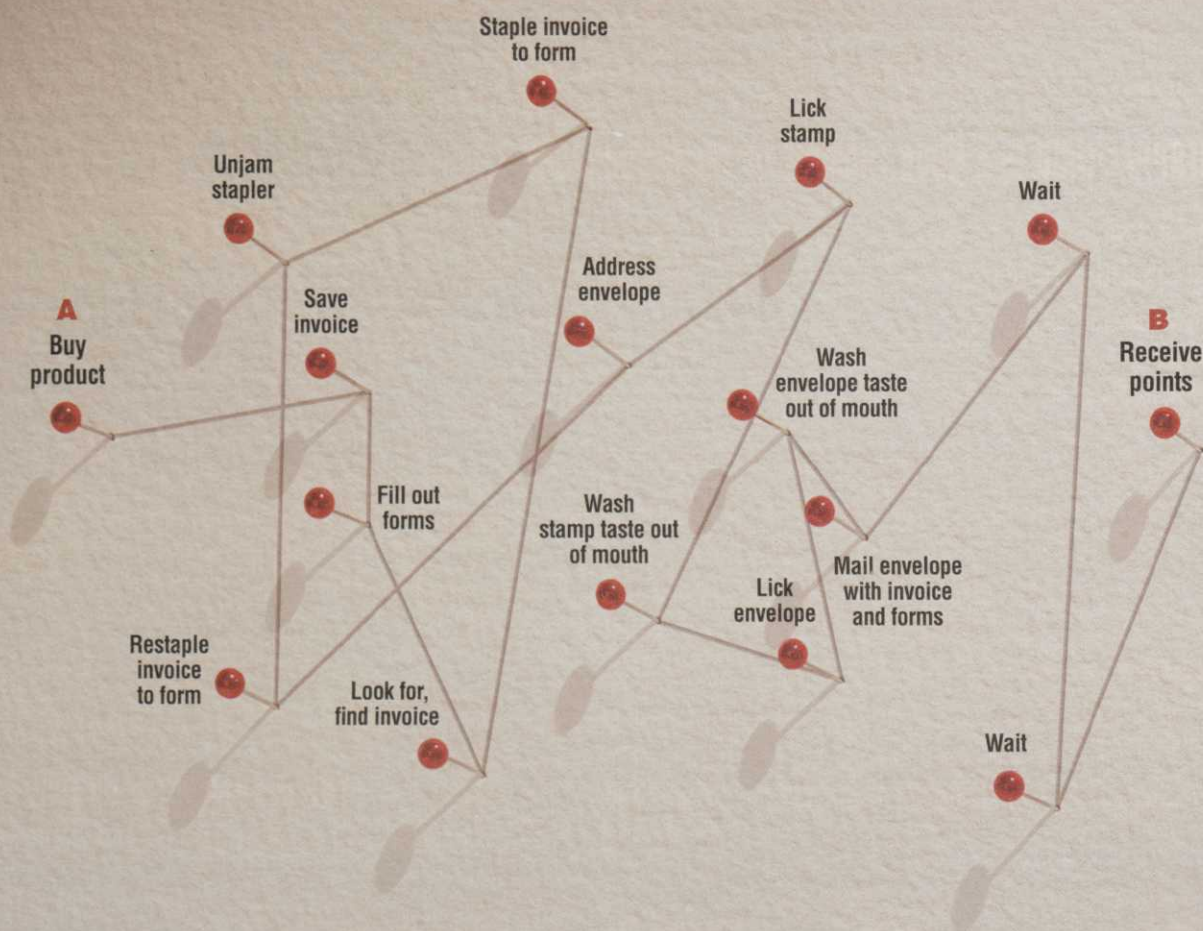 Staple invoice
to form
Lick
stamp
Unjam
stapler
Wait
Address
envelope
Save
invoice
A
Buy
product
B
Receive
points
Wash
envelope taste
out of mouth
Fill out
forms
Wash
stamp taste out
of mouth
Mail envelope
with invoice
and forms
Lick
envelope
Restaple
invoice
to form
Look for,
find invoice
Wait